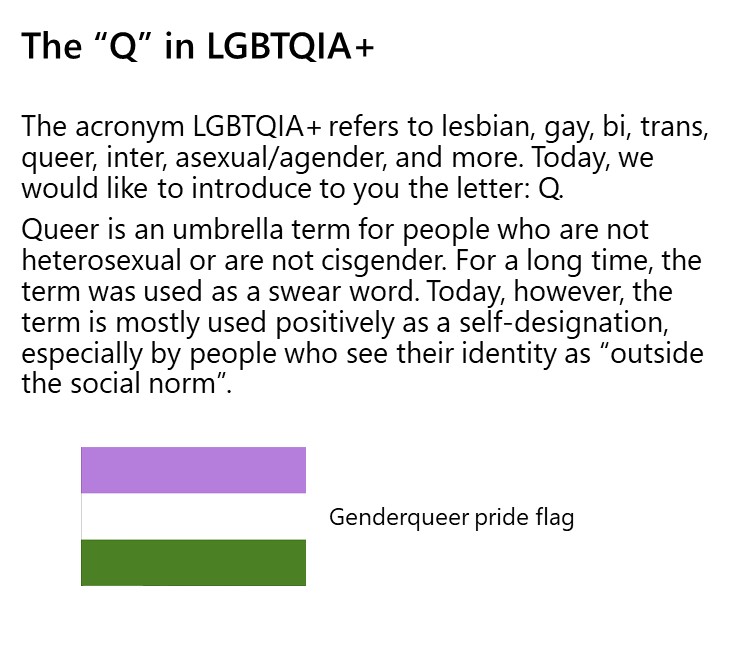 The “Q” in LGBTQIA+
The acronym LGBTQIA+ refers to lesbian, gay, bi, trans,
queer, inter, asexual/agender, and more. Today, we
would like to introduce to you the letter: Q.
Queer is an umbrella term for people who are not
heterosexual or are not cisgender. For a long time, the
term was used as a swear word. Today, however, the
term is mostly used positively as a self-designation,
especially by people who see their identity as “outside
the social norm”.
Genderqueer pride flag